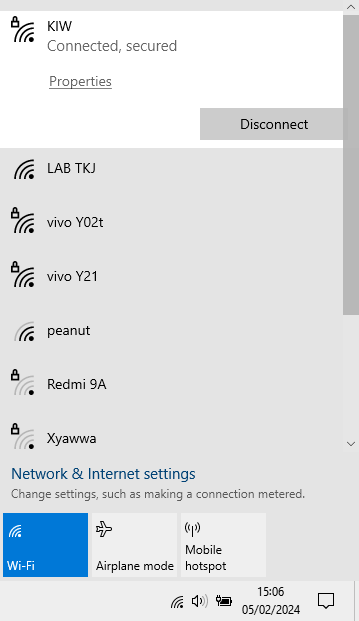 KIW
Connected, secured
Properties
Disconnect
LAB TKJ
vivo Y02t
vivo Y21
peanut
Redmi 9A
Xyawwa
Network & Internet settings
Change settings, such as making a connection metered.
Wi-Fi
Airplane mode
Mobile
hotspot
15:06
05/02/2024